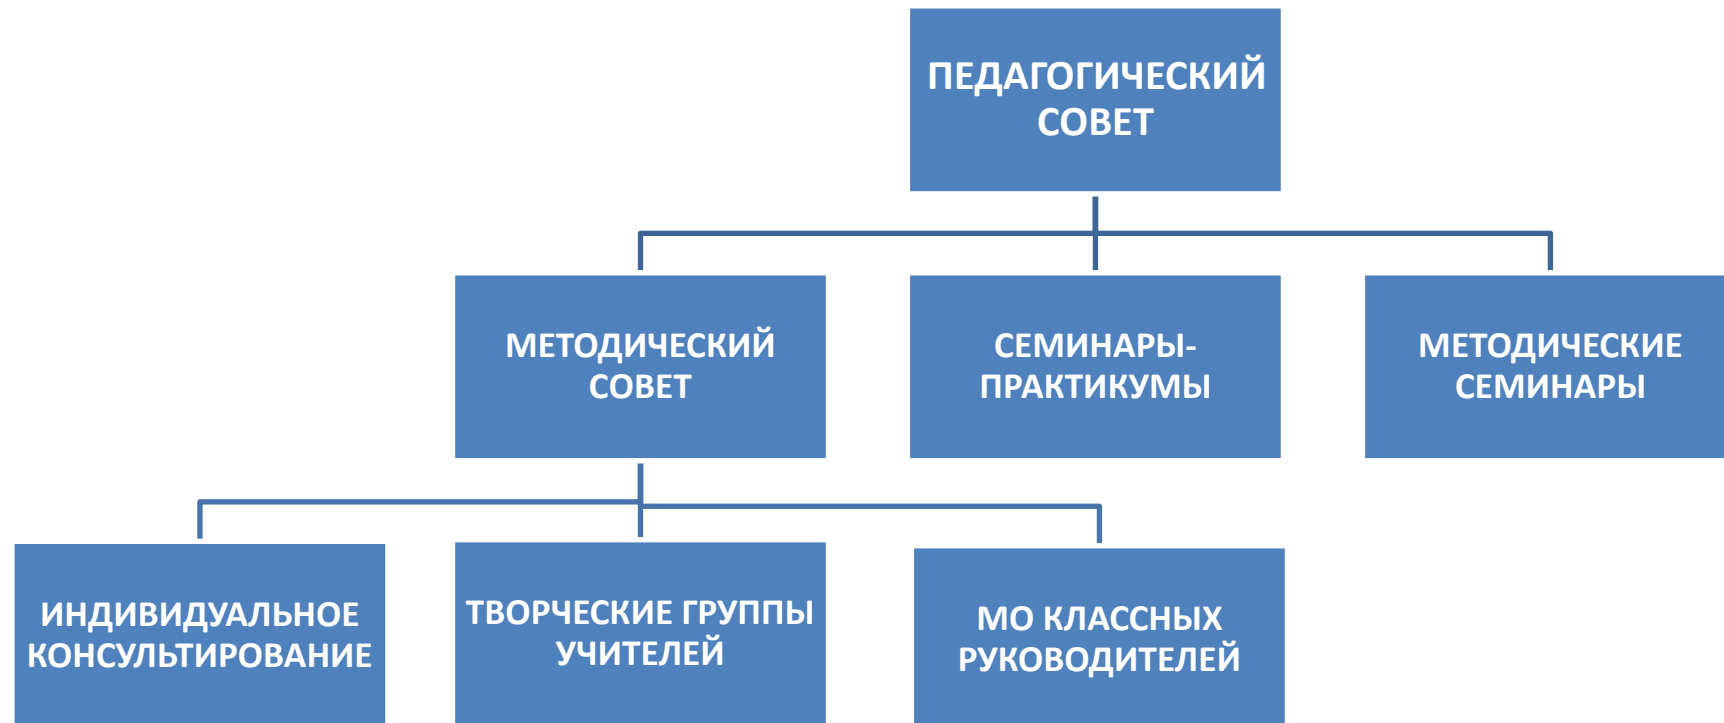 ПЕДАГОГИЧЕСКИЙ
СОВЕТ
МЕТОДИЧЕСКИЙ
СОВЕТ
СЕМИНАРЫ-
ПРАКТИКУМЫ
МЕТОДИЧЕСКИЕ
СЕМИНАРЫ
ИНДИВИДУАЛЬНОЕ
КОНСУЛЬТИРОВАНИЕ
ТВОРЧЕСКИЕ ГРУППЫ
УЧИТЕЛЕЙ
МО КЛАССНЫХ
РУКОВОДИТЕЛЕЙ